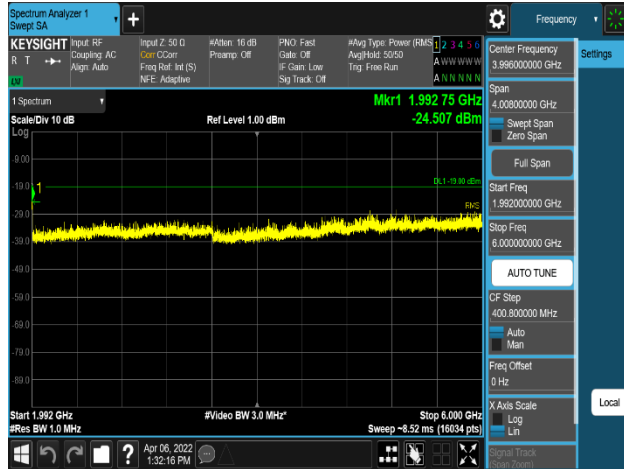 Spectrum Analyzer 1
Swept SA
Frequency
KEYSIGHT
R T
Input: RF
Coupling: AC
Align: Auto
Input Z: 50 Ω
Corr CCorr
Freq Ref: Int (S)
NFE: Adaptive
#Atten: 16 dB
Preamp: Off
PNO: Fast
Gate: Off
IF Gain: Low
Sig Track: Off
#Avg Type: Power (RMS
Avg|Hold: 50/50
Trig: Free Run
1 2 3 4 5 6
A W W W W W
A N N N N N
1 Spectrum
Scale/Div 10 dB
Ref Level 1.00 dBm
Mkr1 1.992 75 GHz
-24.507 dBm
Log
-9.00
-19.0
-29.0
-39.0
-49.0
-59.0
-69.0
-79.0
-89.0
1
DL1 -19.00 dBm
RMS
Start 1.992 GHz
#Res BW 1.0 MHz
#Video BW 3.0 MHz*
Stop 6.000 GHz
Sweep ~8.52 ms (16034 pts)
Apr 06, 2022
1:32:16 PM
Center Frequency
3.996000000 GHz
Span
4.00800000 GHz
Swept Span
Zero Span
Full Span
Start Freq
1.992000000 GHz
Stop Freq
6.000000000 GHz
AUTO TUNE
CF Step
400.800000 MHz
Auto
Man
Freq Offset
0 Hz
X Axis Scale
Log
Lin
Signal Track
(Span Zoom)
Settings
Local